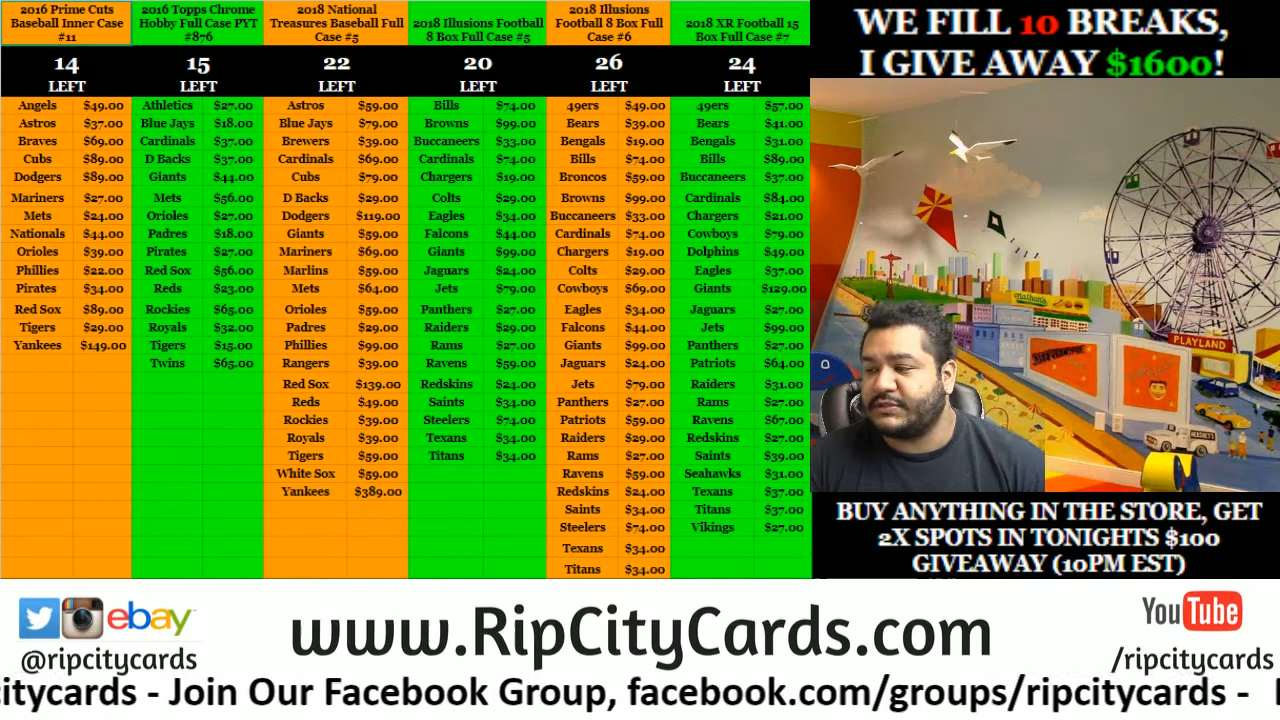 2016 Prime Cuts
Baseball Inner Case
#11
14
LEFT
Angels $49.00
Astros $37.00
Braves $69.00
Cubs $89.00
Dodgers $89.00
Mariners $27.00
Mets $24.00
Nationals $44.00
Orioles $39.00
Phillies $22.00
Pirates $34.00
Red Sox $89.00
Tigers $29.00
Yankees $149.00
2016 Topps Chrome
Hobby Full Case PYT
#876
15
LEFT
Athletics $27.00
Blue Jays $18.00
Cardinals $37.00
D Backs $37.00
Giants $44.00
Mets $56.00
Orioles $27.00
Padres $18.00
Pirates $27.00
Red Sox $56.00
Reds $23.00
Rockies $65.00
Royals $32.00
Tigers $15.00
Twins $65.00
2018 National
Treasures Baseball Full
Case #5
22
LEFT
Astros $59.00
Blue Jays $79.00
Brewers $39.00
Cardinals $69.00
Cubs $79.00
D Backs $29.00
Dodgers $119.00
Giants $59.00
Mariners $69.00
Marlins $59.00
Mets $64.00
Orioles $59.00
Padres $29.00
Phillies $99.00
Rangers $39.00
Red Sox $139.00
Reds $49.00
Rockies $39.00
Royals $39.00
Tigers $59.00
White Sox $59.00
Yankees $389.00
2018 Illusions Football
8 Box Full Case #5
20
LEFT
Bills $74.00
Browns $99.00
Buccaneers $33.00
Cardinals $74.00
Chargers $19.00
Colts $29.00
Eagles $34.00
Falcons $44.00
Giants $99.00
Jaguars $24.00
Jets $79.00
Panthers $27.00
Raiders $29.00
Rams $27.00
Ravens $59.00
Redskins $24.00
Saints $34.00
Steelers $74.00
Texans $34.00
Titans $34.00
2018 Illusions
Football 8 Box Full
Case #6
26
LEFT
49ers $49.00
Bears $39.00
Bengals $19.00
Bills $74.00
Broncos $59.00
Browns $99.00
Buccaneers $33.00
Cardinals $74.00
Chargers $19.00
Colts $29.00
Cowboys $69.00
Eagles $34.00
Falcons $44.00
Giants $99.00
Jaguars $24.00
Jets $79.00
Panthers $27.00
Patriots $59.00
Raiders $29.00
Rams $27.00
Ravens $59.00
Redskins $24.00
Saints $34.00
Steelers $74.00
Texans $34.00
Titans $34.00
2018 XR Football 15
Box Full Case #7
24
LEFT
49ers $57.00
Bears $41.00
Bengals $31.00
Bills $89.00
Buccaneers $37.00
Cardinals $84.00
Chargers $21.00
Cowboys $79.00
Dolphins $49.00
Eagles $37.00
Giants $129.00
Jaguars $27.00
Jets $99.00
Panthers $27.00
Patriots $64.00
Raiders $31.00
Rams $27.00
Ravens $67.00
Redskins $27.00
Saints $39.00
Seahawks $31.00
Texans $37.00
Titans $37.00
Vikings $27.00
WE FILL 10 BREAKS,
I GIVE AWAY $1600!
Nathan's
PLAYLAND
BUY ANYTHING IN THE STORE, GET
2X SPOTS IN TONIGHTS $100
GIVEAWAY (10PM EST)
ebay
@ripcitycards
www.RipCityCards.com
YouTube
/ripcitycards
citycards - Join Our Facebook Group, facebook.com/groups/ripcitycards -